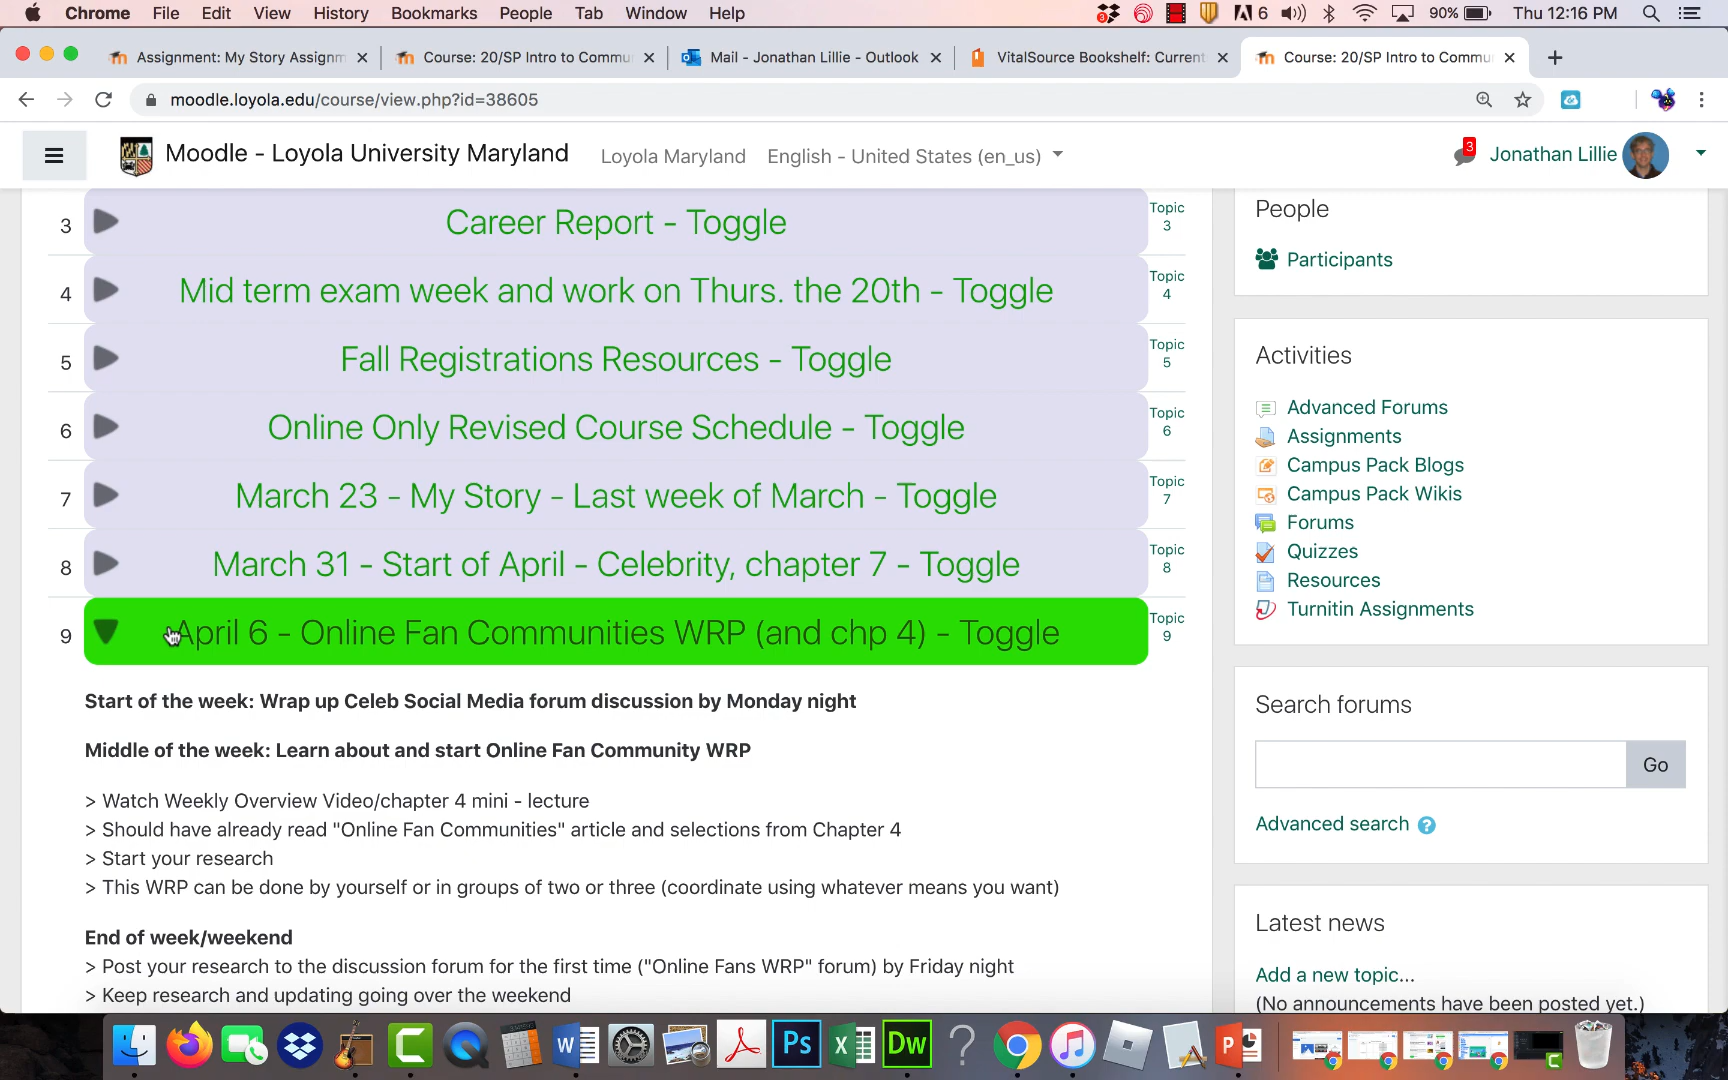 Chrome File Edit View History Bookmarks People Tab Window Help 3 6 90% Thu 12:16 PM
Assignment: My Story Assignm Course: 20/SP Intro to Commu Mail - Jonathan Lillie - Outlook VitalSource Bookshelf: Current Course: 20/SP Intro to Commu
moodle.loyola.edu/course/view.php?id=38605
Moodle - Loyola University Maryland Loyola Maryland English - United States (en_us) 3 Jonathan Lillie
3 Career Report - Toggle Topic 3
4 Mid term exam week and work on Thurs. the 20th - Toggle Topic 4
5 Fall Registrations Resources - Toggle Topic 5
6 Online Only Revised Course Schedule - Toggle Topic 6
7 March 23 - My Story - Last week of March - Toggle Topic 7
8 March 31 - Start of April - Celebrity, chapter 7 - Toggle Topic 8
9 April 6 - Online Fan Communities WRP (and chp 4) - Toggle Topic 9
Start of the week: Wrap up Celeb Social Media forum discussion by Monday night
Middle of the week: Learn about and start Online Fan Community WRP
> Watch Weekly Overview Video/chapter 4 mini - lecture
> Should have already read "Online Fan Communities" article and selections from Chapter 4
> Start your research
> This WRP can be done by yourself or in groups of two or three (coordinate using whatever means you want)
End of week/weekend
> Post your research to the discussion forum for the first time ("Online Fans WRP" forum) by Friday night
> Keep research and updating going over the weekend
People
Participants
Activities
Advanced Forums
Assignments
Campus Pack Blogs
Campus Pack Wikis
Forums
Quizzes
Resources
Turnitin Assignments
Search forums
Go
Advanced search ?
Latest news
Add a new topic...
(No announcements have been posted yet.)
W Ps X Dw ? P